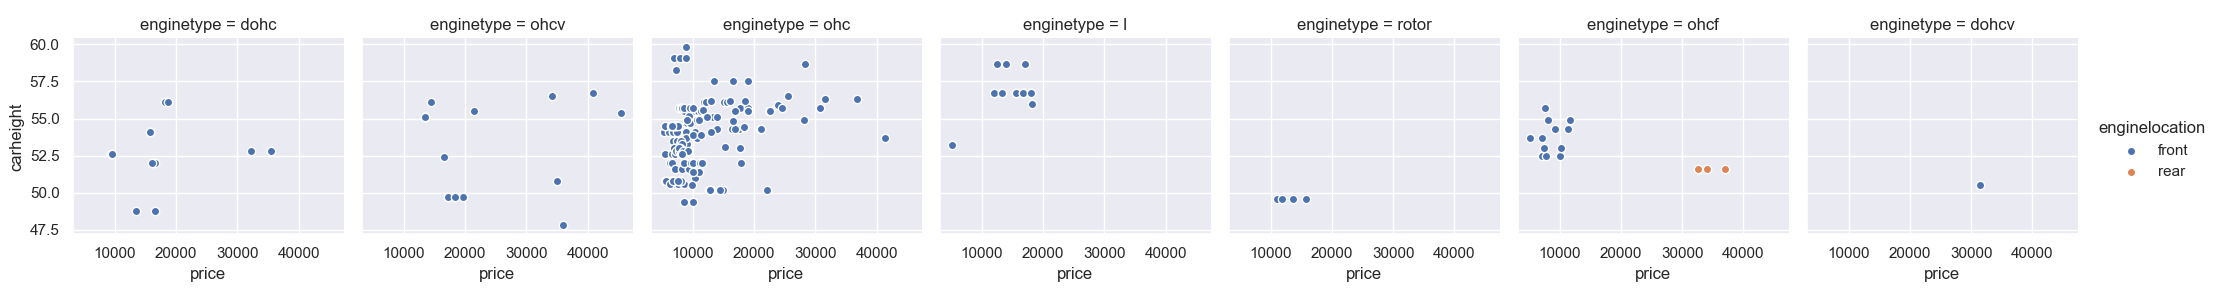 enginetype = dohc
enginetype = ohcv
enginetype = ohc
enginetype = l
enginetype = rotor
enginetype = ohcf
enginetype = dohcv
carheight
60.0
57.5
55.0
52.5
50.0
47.5
10000 20000 30000 40000
10000 20000 30000 40000
10000 20000 30000 40000
10000 20000 30000 40000
10000 20000 30000 40000
10000 20000 30000 40000
10000 20000 30000 40000
price
price
price
price
price
price
price
enginelocation
front
rear